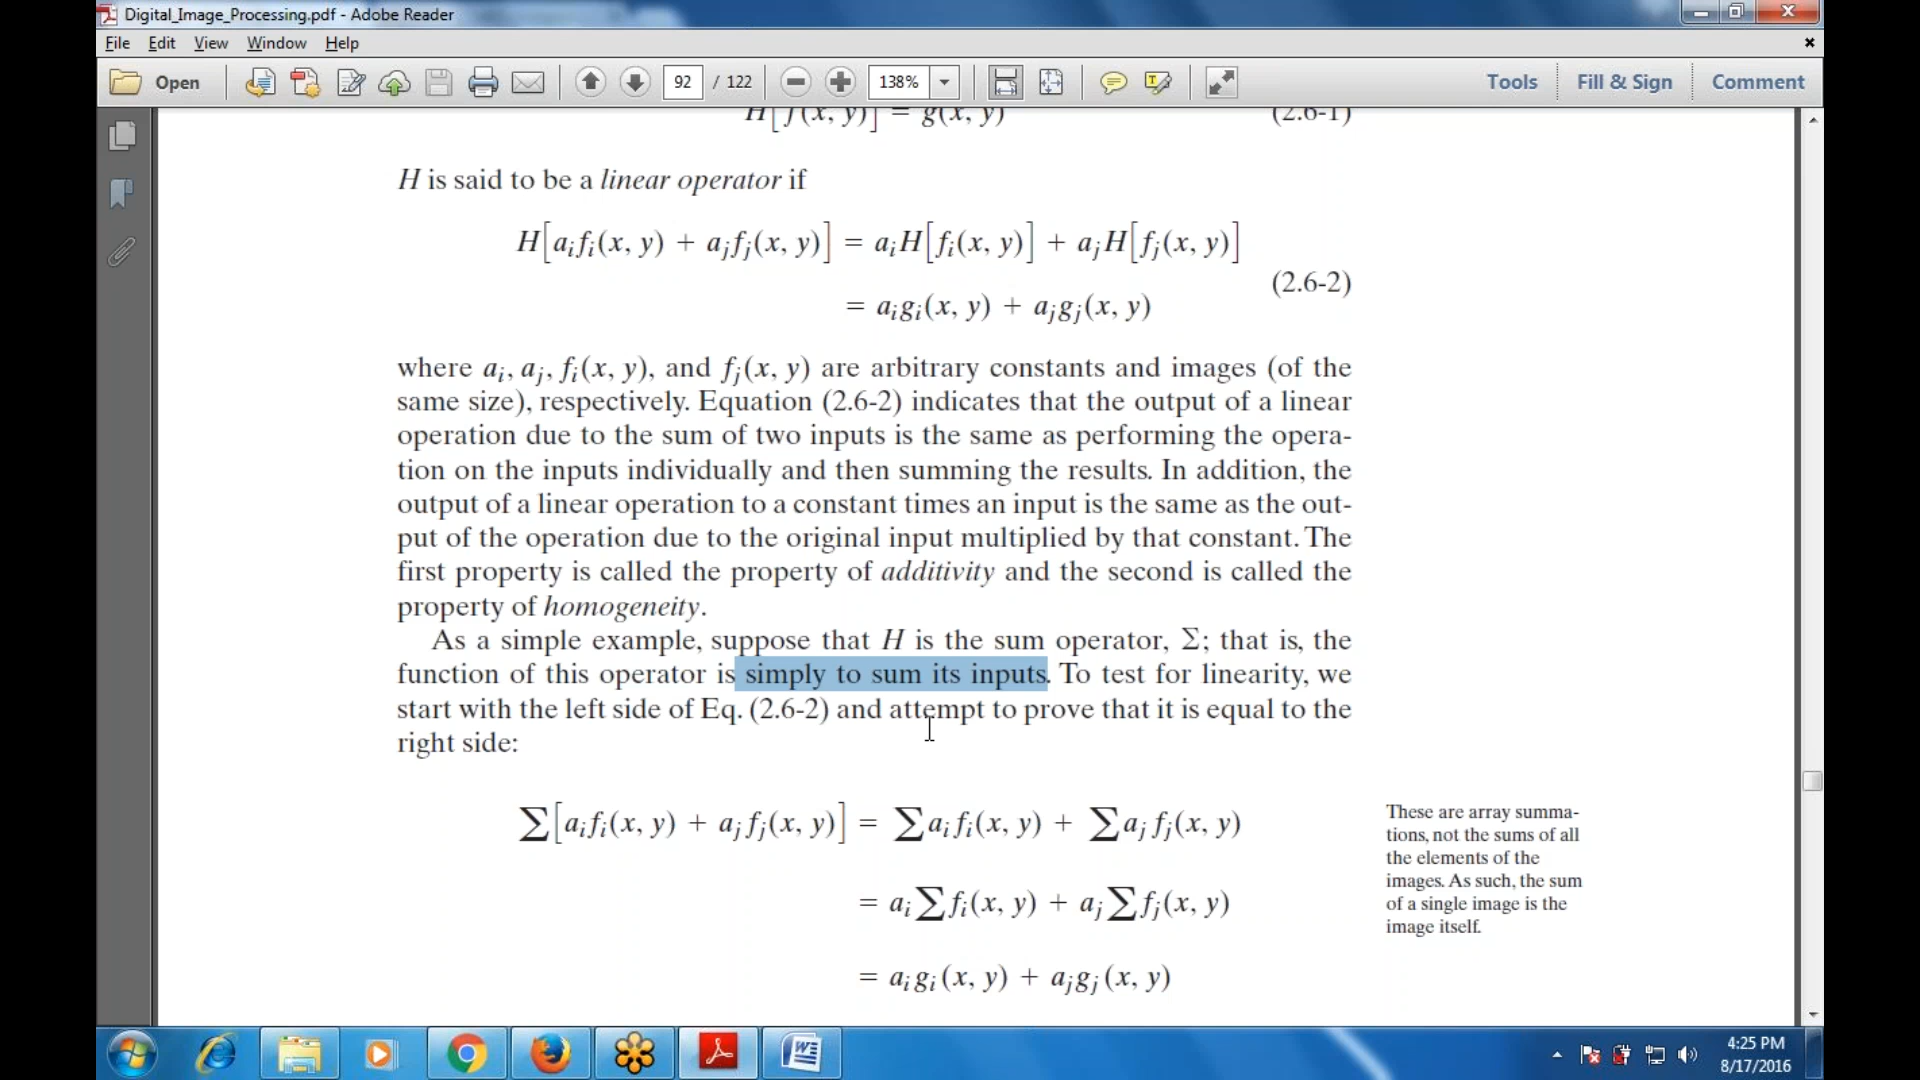 Digital_Image_Processing.pdf - Adobe Reader
File Edit View Window Help
Open 92 / 122 138% Tools Fill & Sign Comment
H[f(x, y)] = g(x, y) (2.6-1)
H is said to be a linear operator if
H[aᵢfᵢ(x, y) + aⱼfⱼ(x, y)] = aᵢH[fᵢ(x, y)] + aⱼH[fⱼ(x, y)]
(2.6-2)
= aᵢgᵢ(x, y) + aⱼgⱼ(x, y)
where aᵢ, aⱼ, fᵢ(x, y), and fⱼ(x, y) are arbitrary constants and images (of the
same size), respectively. Equation (2.6-2) indicates that the output of a linear
operation due to the sum of two inputs is the same as performing the opera-
tion on the inputs individually and then summing the results. In addition, the
output of a linear operation to a constant times an input is the same as the out-
put of the operation due to the original input multiplied by that constant. The
first property is called the property of additivity and the second is called the
property of homogeneity.
As a simple example, suppose that H is the sum operator, Σ; that is, the
function of this operator is simply to sum its inputs. To test for linearity, we
start with the left side of Eq. (2.6-2) and attempt to prove that it is equal to the
right side:
∑[aᵢfᵢ(x, y) + aⱼfⱼ(x, y)] = ∑aᵢfᵢ(x, y) + ∑aⱼfⱼ(x, y)
= aᵢ∑fᵢ(x, y) + aⱼ∑fⱼ(x, y)
= aᵢgᵢ(x, y) + aⱼgⱼ(x, y)
These are array summa-
tions, not the sums of all
the elements of the
images. As such, the sum
of a single image is the
image itself.
4:25 PM
8/17/2016